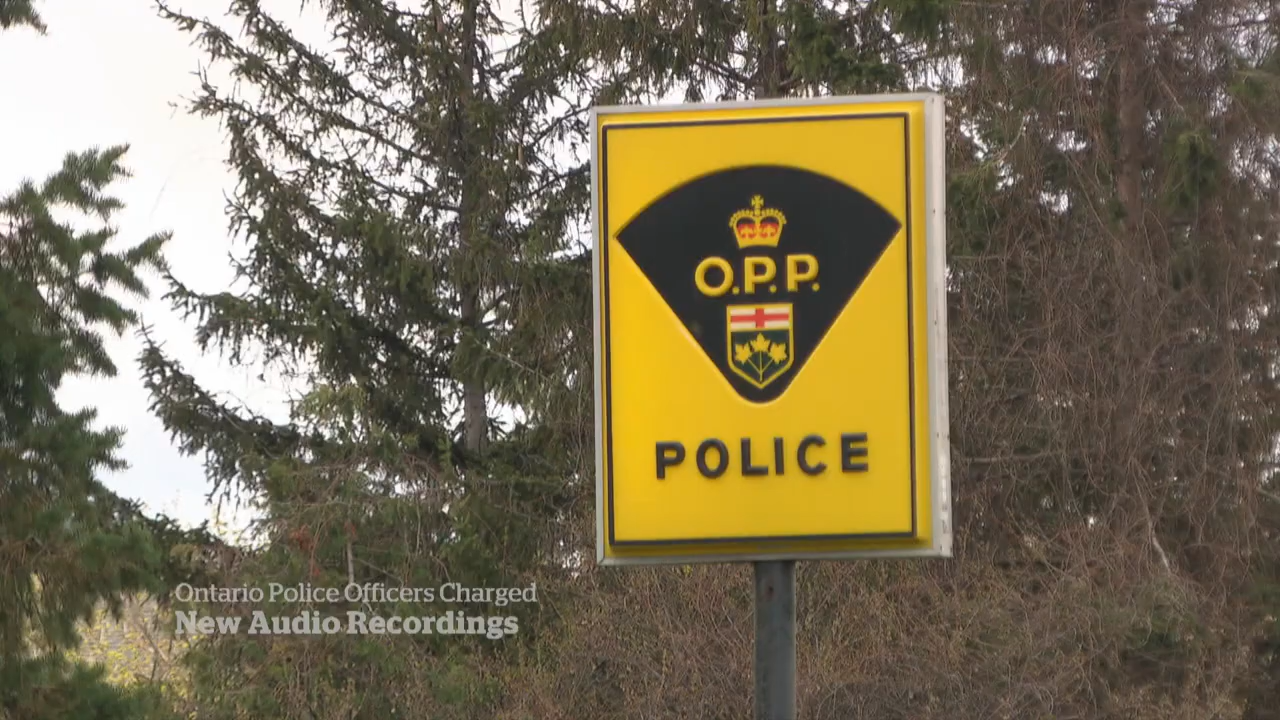 O.P.P.
POLICE
Ontario Police Officers Charged
New Audio Recordings